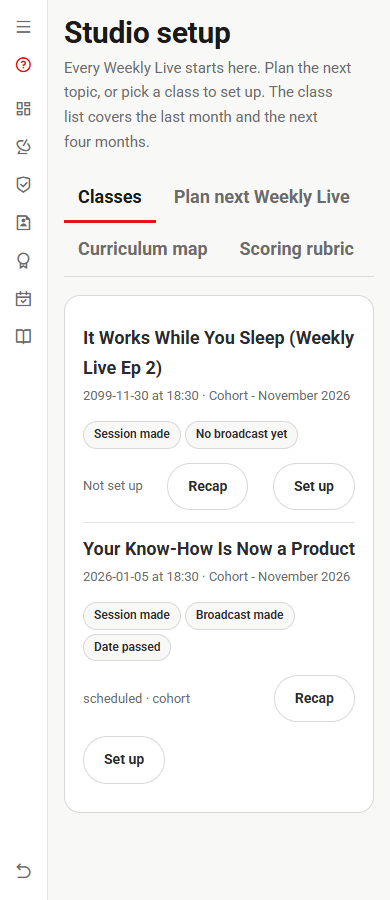 Studio setup
Every Weekly Live starts here. Plan the next
topic, or pick a class to set up. The class
list covers the last month and the next
four months.
Classes
Plan next Weekly Live
Curriculum map
Scoring rubric
It Works While You Sleep (Weekly
Live Ep 2)
2099-11-30 at 18:30 · Cohort - November 2026
Session made
No broadcast yet
Not set up
Recap
Set up
Your Know-How Is Now a Product
2026-01-05 at 18:30 · Cohort - November 2026
Session made
Broadcast made
Date passed
scheduled · cohort
Recap
Set up